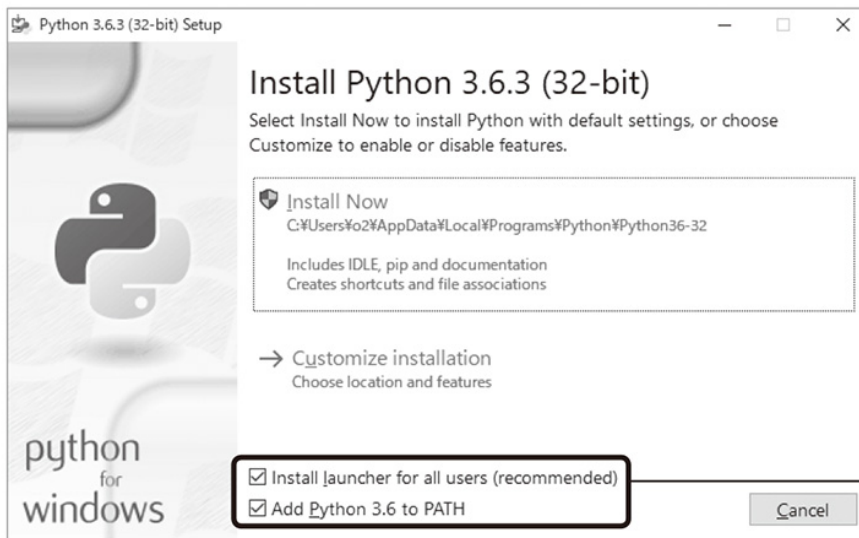 Python 3.6.3 (32-bit) Setup
Install Python 3.6.3 (32-bit)
Select Install Now to install Python with default settings, or choose
Customize to enable or disable features.
Install Now
C:¥Users¥o2¥AppData¥Local¥Programs¥Python¥Python36-32
Includes IDLE, pip and documentation
Creates shortcuts and file associations
Customize installation
Choose location and features
python
for
windows
Install launcher for all users (recommended)
Add Python 3.6 to PATH
Cancel